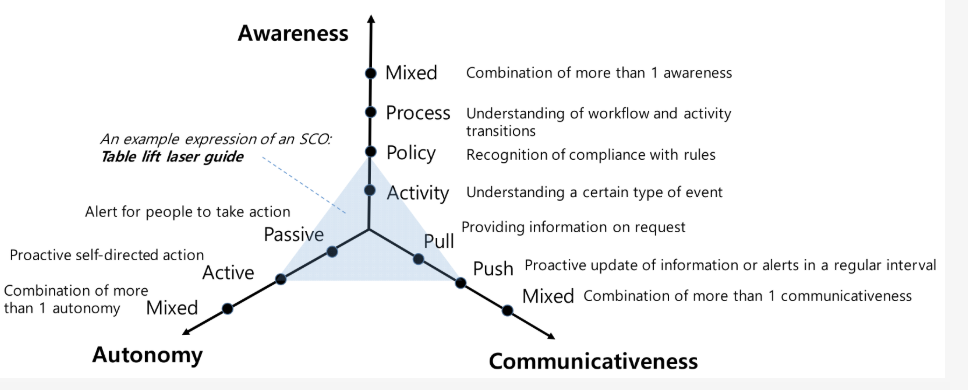 Awareness
Mixed Combination of more than 1 awareness
Process Understanding of workflow and activity
transitions
An example expression of an SCO:
Table lift laser guide
Policy Recognition of compliance with rules
Activity Understanding a certain type of event
Alert for people to take action
Passive
Providing information on request
Pull
Proactive self-directed action
Active
Push Proactive update of information or alerts in a regular interval
Combination of more
than 1 autonomy
Mixed
Mixed Combination of more than 1 communicativeness
Autonomy
Communicativeness